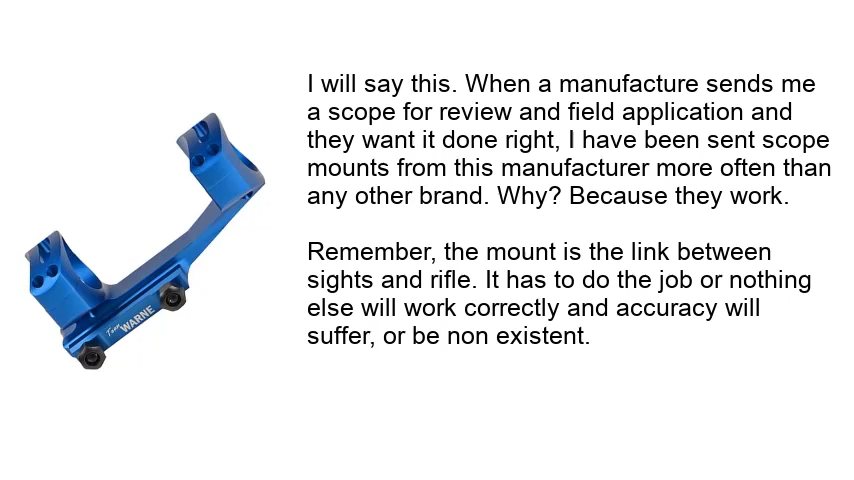 I will say this. When a manufacture sends me
a scope for review and field application and
they want it done right, I have been sent scope
mounts from this manufacturer more often than
any other brand. Why? Because they work.
Remember, the mount is the link between
sights and rifle. It has to do the job or nothing
else will work correctly and accuracy will
suffer, or be non existent.
Team WARNE